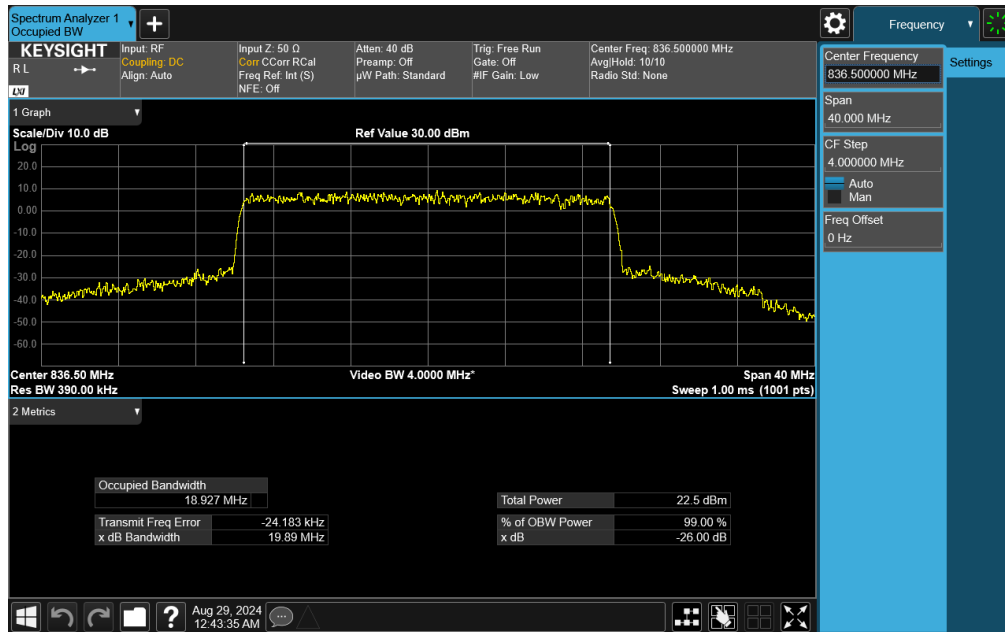 Spectrum Analyzer 1
Occupied BW
+
Frequency
KEYSIGHT
R L
LXI
Input: RF
Coupling: DC
Align: Auto
Input Z: 50 Ω
Corr CCorr RCal
Freq Ref: Int (S)
NFE: Off
Atten: 40 dB
Preamp: Off
µW Path: Standard
Trig: Free Run
Gate: Off
#IF Gain: Low
Center Freq: 836.500000 MHz
Avg|Hold: 10/10
Radio Std: None
Center Frequency
836.500000 MHz
Settings
Span
40.000 MHz
CF Step
4.000000 MHz
Auto
Man
Freq Offset
0 Hz
1 Graph
Scale/Div 10.0 dB
Ref Value 30.00 dBm
Log
20.0
10.0
0.00
-10.0
-20.0
-30.0
-40.0
-50.0
-60.0
Center 836.50 MHz
Video BW 4.0000 MHz*
Span 40 MHz
Res BW 390.00 kHz
Sweep 1.00 ms (1001 pts)
2 Metrics
Occupied Bandwidth
18.927 MHz
Total Power 22.5 dBm
Transmit Freq Error -24.183 kHz
% of OBW Power 99.00 %
x dB Bandwidth 19.89 MHz
x dB -26.00 dB
?
Aug 29, 2024
12:43:35 AM